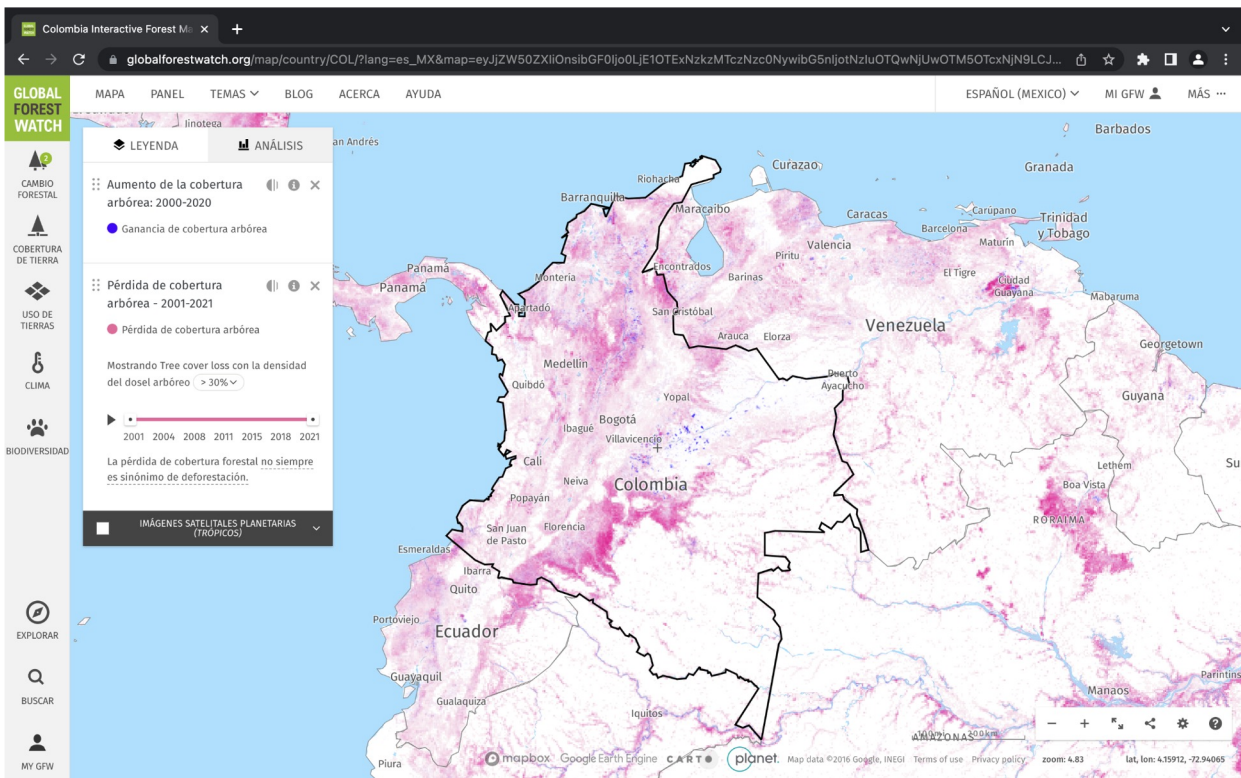 Colombia Interactive Forest Ma
globalforestwatch.org/map/country/COL/?lang=es_MX&map=eyJjZW50ZXIiOnsibGF0Ijo0LjE1OTExNzkzMTczNzc0NywibG5nIjotNzIuOTQwNjUwOTM5OTcxNjN9LCJ...
GLOBAL
FOREST
WATCH
MAPA PANEL TEMAS BLOG ACERCA AYUDA
ESPAÑOL (MEXICO) MI GFW MÁS
2
CAMBIO
FORESTAL
COBERTURA
DE TIERRA
USO DE
TIERRAS
CLIMA
BIODIVERSIDAD
EXPLORAR
BUSCAR
MY GFW
LEYENDA ANÁLISIS
Aumento de la cobertura
arbórea: 2000-2020
Ganancia de cobertura arbórea
Pérdida de cobertura
arbórea - 2001-2021
Pérdida de cobertura arbórea
Mostrando Tree cover loss con la densidad
del dosel arbóreo > 30%
2001 2004 2008 2011 2015 2018 2021
La pérdida de cobertura forestal no siempre
es sinónimo de deforestación.
IMÁGENES SATELITALES PLANETARIAS
(TRÓPICOS)
Jinotega
an Andrés
Barbados
Curazao
Granada
Riohacha
Barranquilla
Maracaibo
Caracas
Carúpano
Trinidad
y Tobago
Barcelona
Maturín
Valencia
Píritu
Panamá
Panamá
Montería
Encontrados
Barinas
El Tigre
Ciudad
Guayana
Mabaruma
Apartadó
San Cristóbal
Arauca
Elorza
Venezuela
Georgetown
Medellín
Quibdó
Puerto
Ayacucho
Guyana
Yopal
Bogotá
Ibagué
Villavicencio
Cali
Neiva
Colombia
Lethem
Su
Boa Vista
Popayán
RORAIMA
San Juan
de Pasto
Florencia
Esmeraldas
Ibarra
Quito
Portoviejo
Ecuador
Guayaquil
Gualaquiza
Iquitos
Manaos
Parintins
AMAZONAS
Piura
100mi 200km
mapbox Google Earth Engine CARTO planet. Map data ©2016 Google, INEGI Terms of use Privacy policy zoom: 4.83 lat, lon: 4.15912, -72.94065